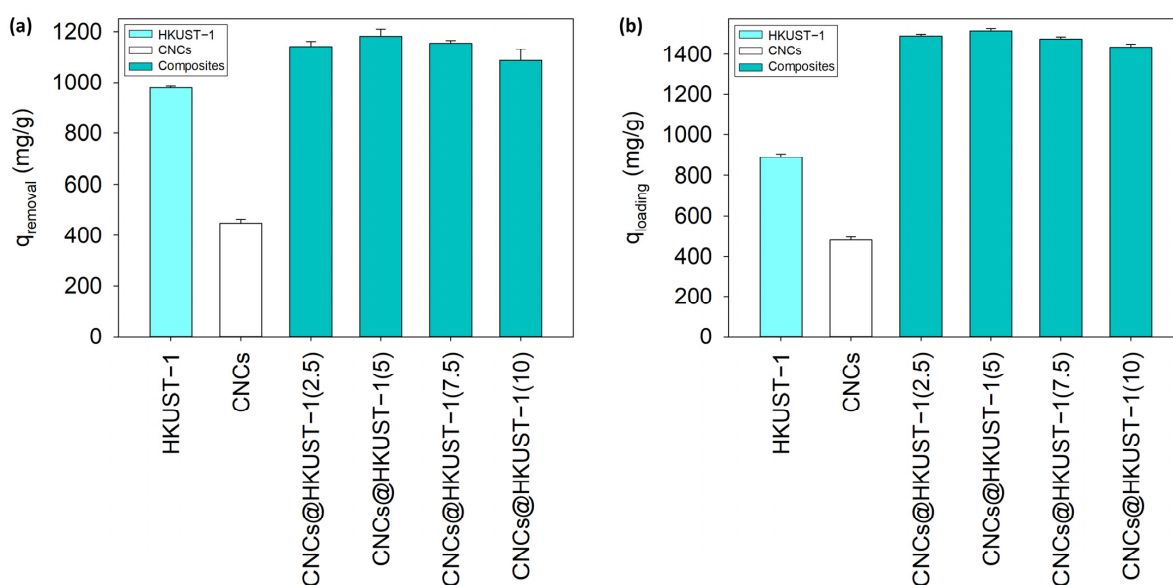 (a)
HKUST−1
CNCs
Composites
1200
1000
800
600
400
200
0
qremoval (mg/g)
HKUST−1
CNCs
CNCs@HKUST−1(2.5)
CNCs@HKUST−1(5)
CNCs@HKUST−1(7.5)
CNCs@HKUST−1(10)
(b)
HKUST−1
CNCs
Composites
1400
1200
1000
800
600
400
200
0
qloading (mg/g)
HKUST−1
CNCs
CNCs@HKUST−1(2.5)
CNCs@HKUST−1(5)
CNCs@HKUST−1(7.5)
CNCs@HKUST−1(10)